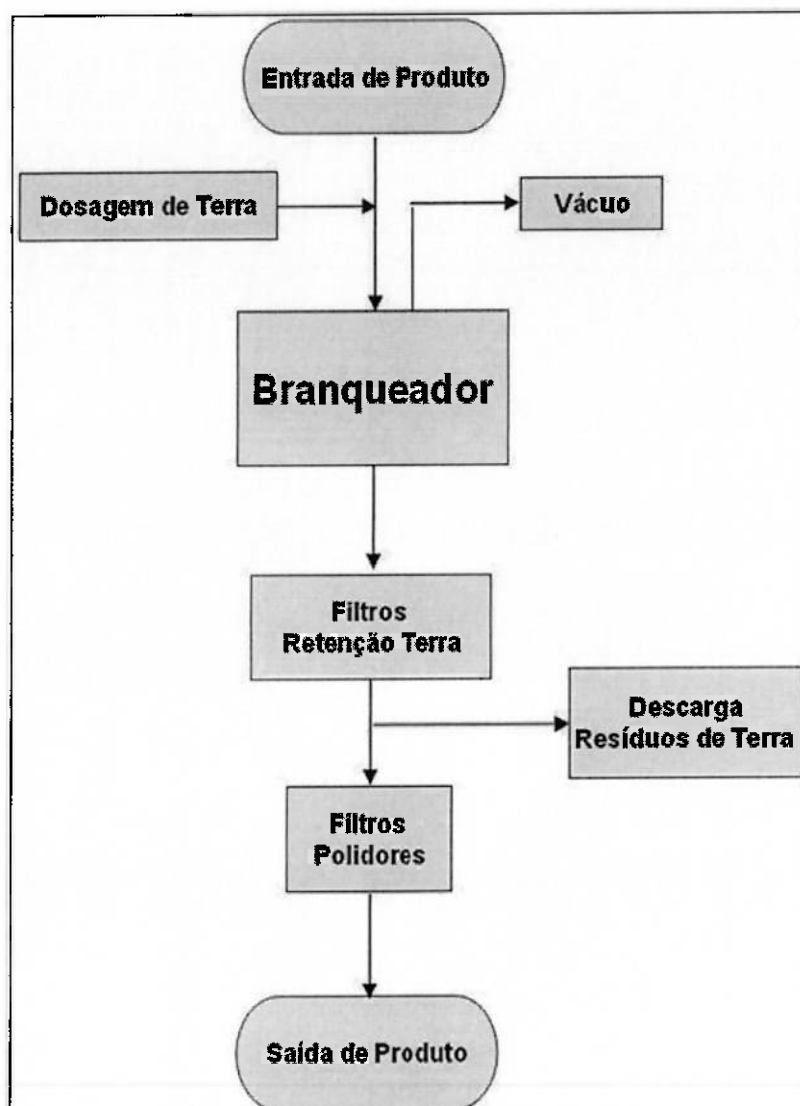 Entrada de Produto
Dosagem de Terra
Vácuo
Branqueador
Filtros
Retenção Terra
Descarga
Resíduos de Terra
Filtros
Polidores
Saída de Produto